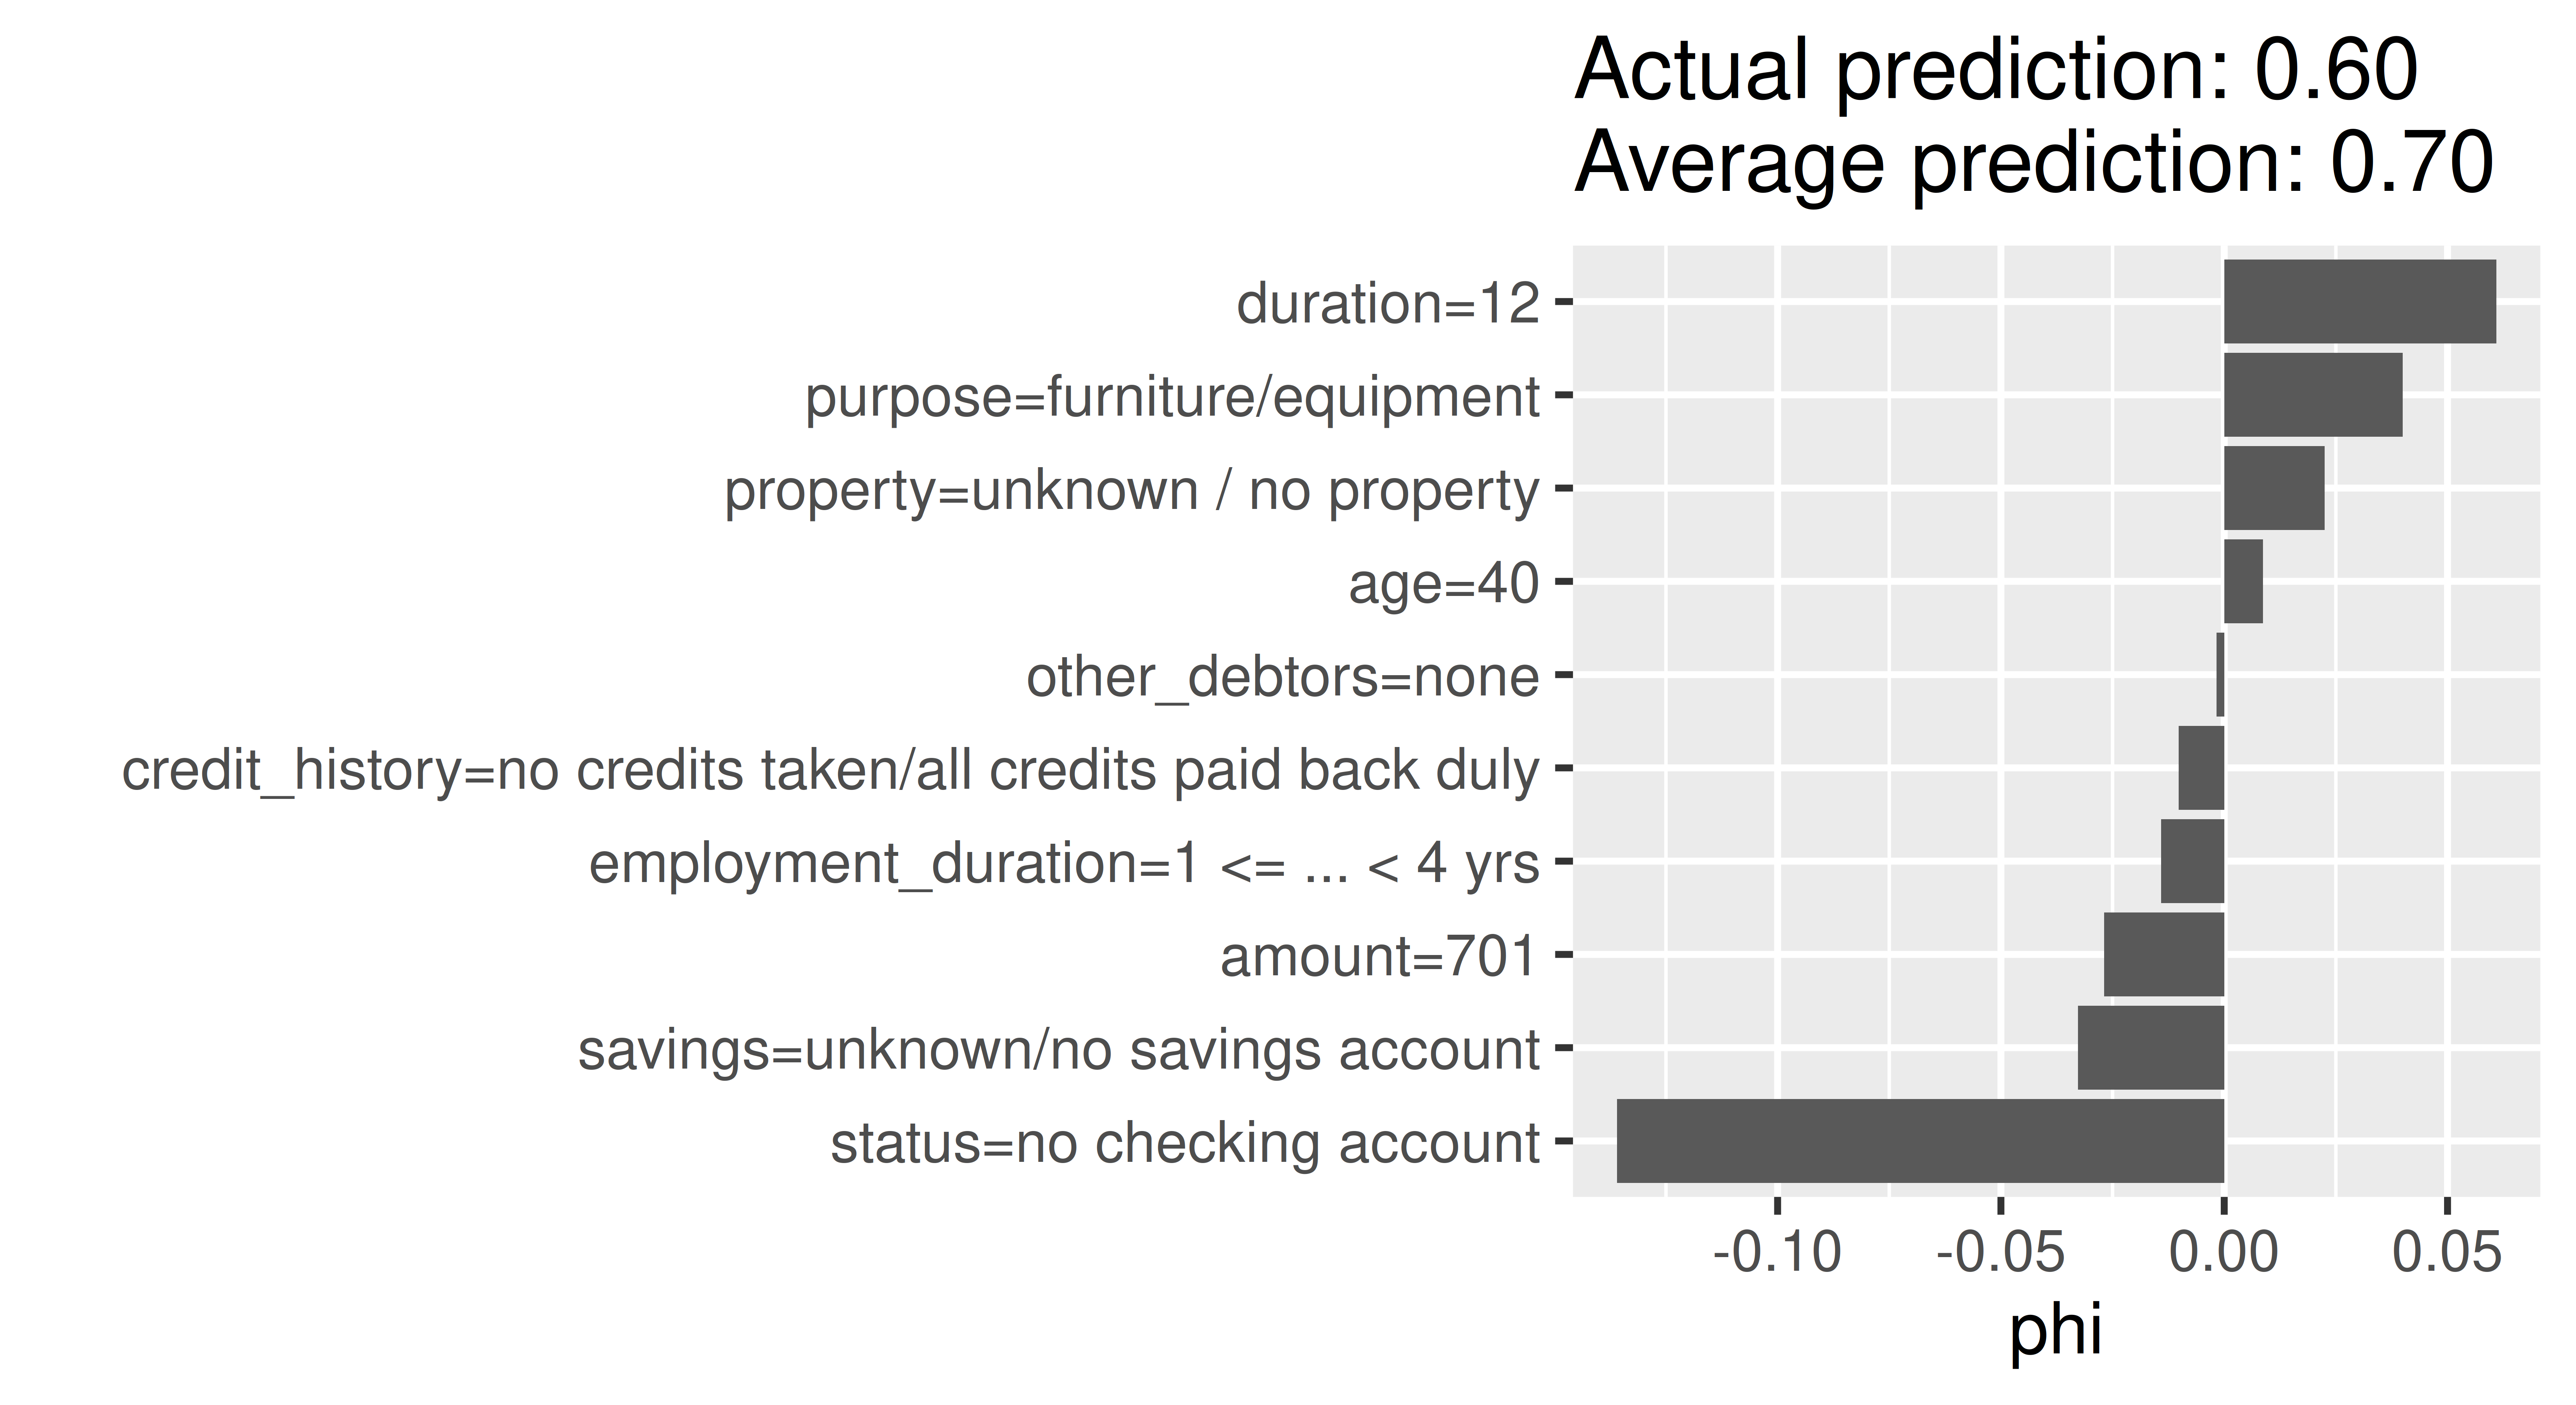 Actual prediction: 0.60
Average prediction: 0.70
duration=12
purpose=furniture/equipment
property=unknown / no property
age=40
other_debtors=none
credit_history=no credits taken/all credits paid back duly
employment_duration=1 <= ... < 4 yrs
amount=701
savings=unknown/no savings account
status=no checking account
-0.10 -0.05 0.00 0.05
phi